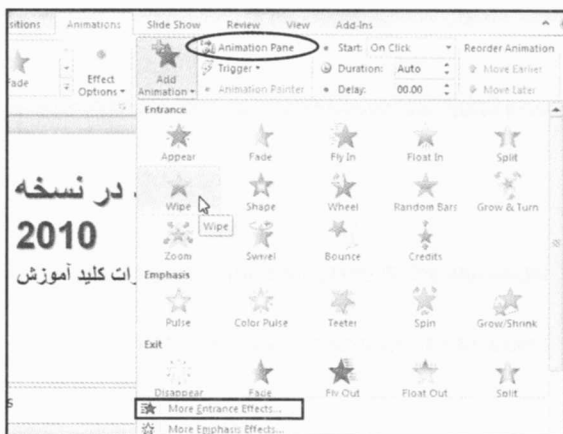 sitions Animations Slide Show Review View Add-Ins
Add Animation Animation Pane Start: On Click Reorder Animation
Fade Effect Options Trigger Duration: Auto Move Earlier
Animation Painter Delay: 00.00 Move Later
Entrance
Appear Fade Fly In Float In Split
Wipe Shape Wheel Random Bars Grow & Turn
Wipe
Zoom Swivel Bounce Credits
Emphasis
Pulse Color Pulse Teeter Spin Grow/Shrink
Exit
Disappear Fade Fly Out Float Out Split
More Entrance Effects...
More Emphasis Effects...
در نسخه
2010
رات کلید آموزش